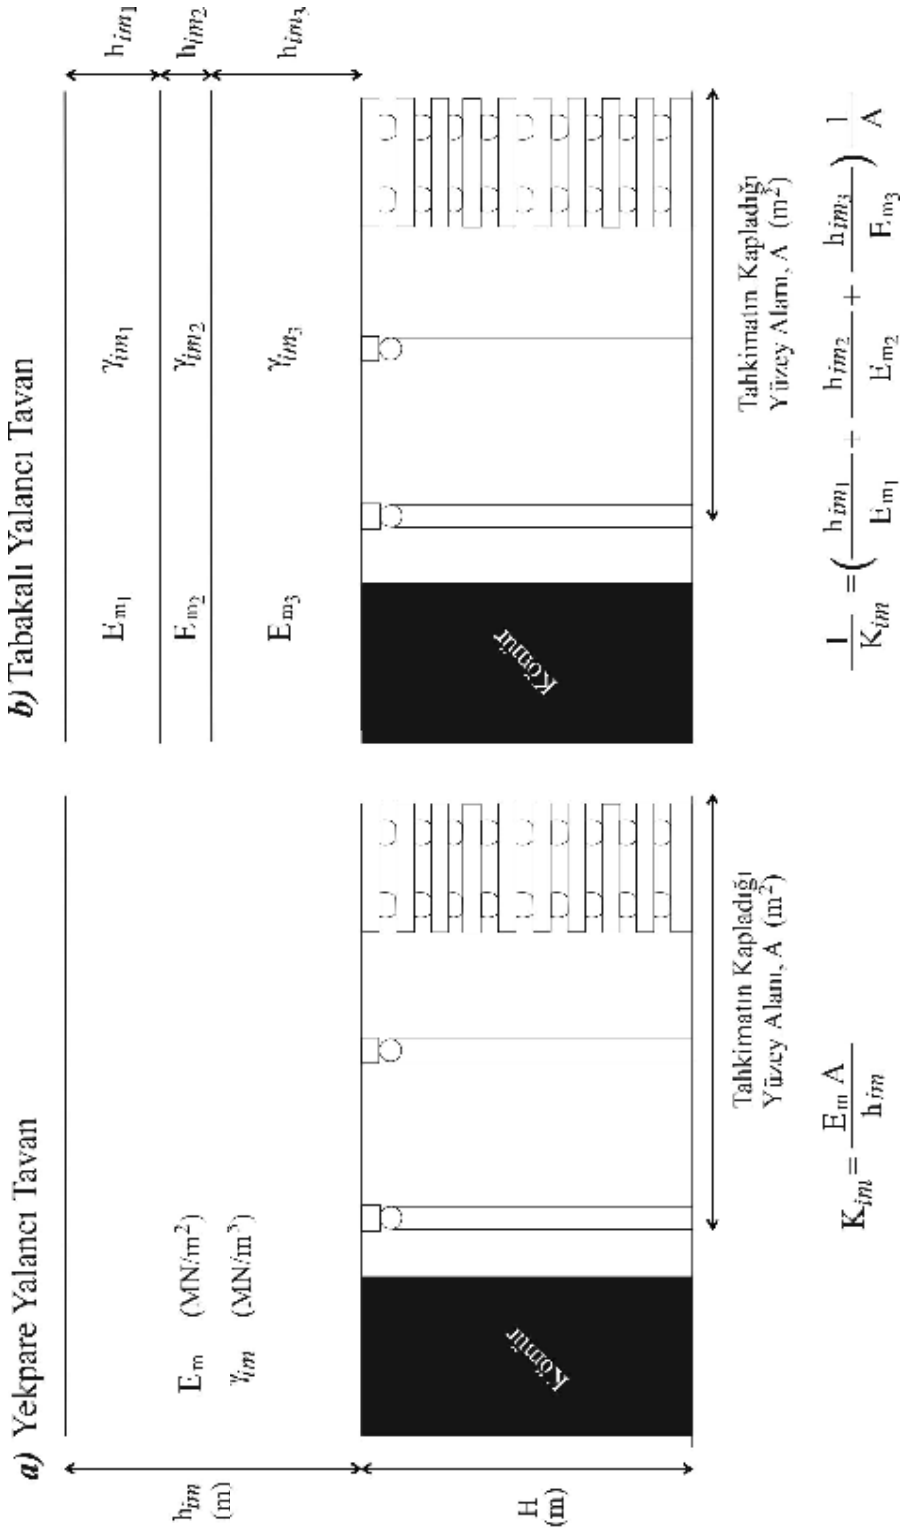 a) Yekpare Yalancı Tavan
h_im
(m)
E_m (MN/m²)
γ_im (MN/m³)
H
(m)
Kömür
Tahkimatın Kapladığı
Yüzey Alanı, A (m²)
K_im = E_m A / h_im
b) Tabakalı Yalancı Tavan
E_m1 γ_im1 h_im1
E_m2 γ_im2 h_im2
E_m3 γ_im3 h_im3
Kömür
Tahkimatın Kapladığı
Yüzey Alanı, A (m²)
1 / K_im = ( h_im1 / E_m1 + h_im2 / E_m2 + h_im3 / E_m3 ) 1 / A